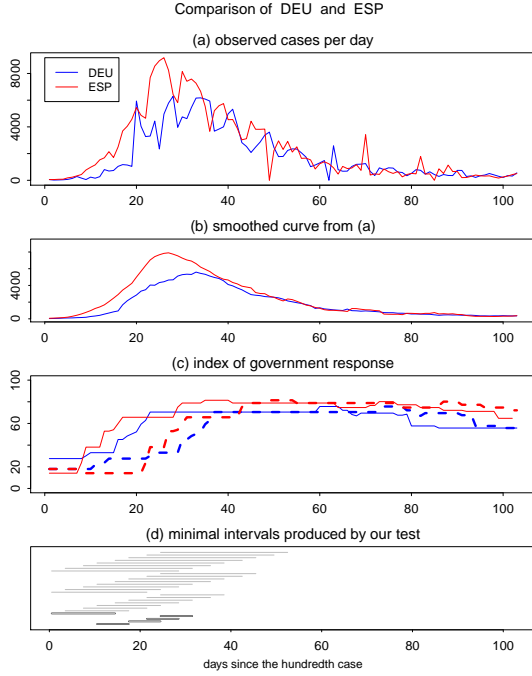 Comparison of DEU and ESP
(a) observed cases per day
0 4000 8000
DEU
ESP
0 20 40 60 80 100
(b) smoothed curve from (a)
0 4000
0 20 40 60 80 100
(c) index of government response
0 20 60 100
0 20 40 60 80 100
(d) minimal intervals produced by our test
0 20 40 60 80 100
days since the hundredth case